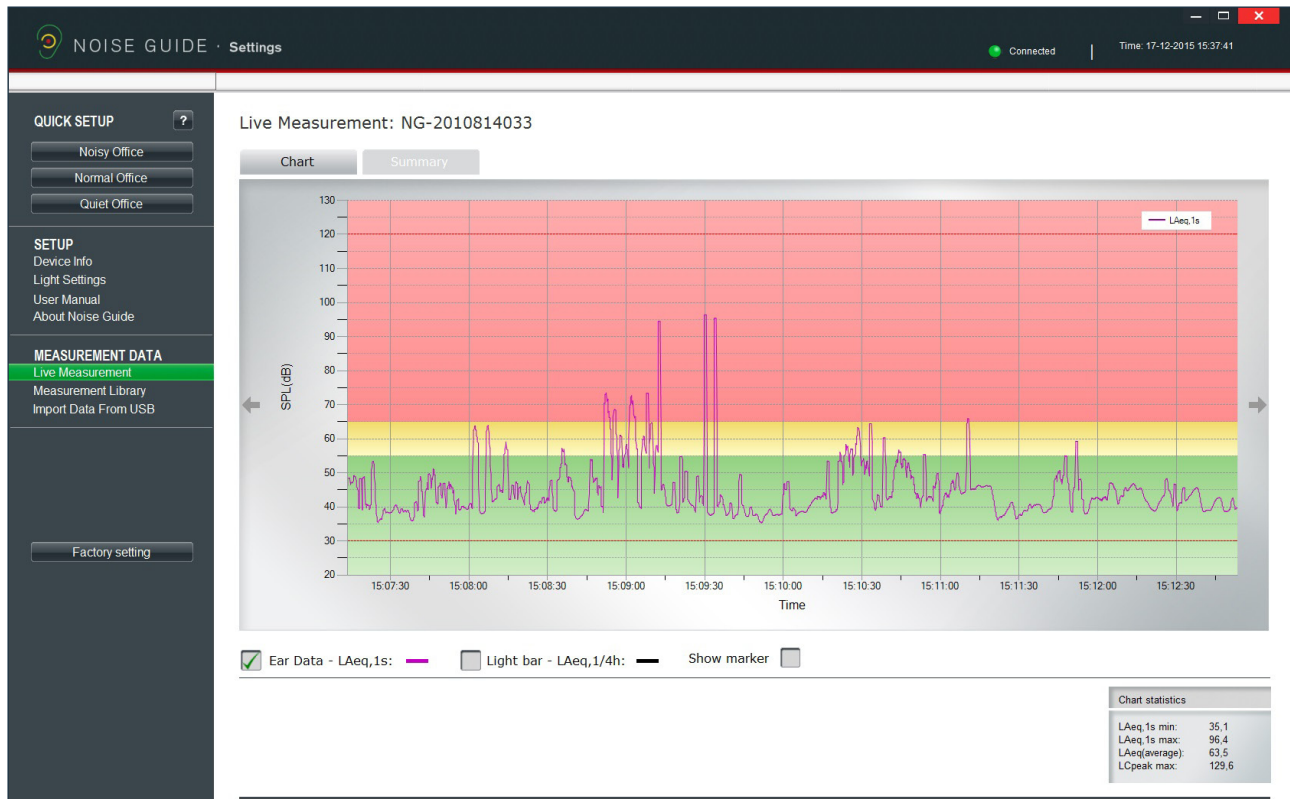 NOISE GUIDE · Settings
Connected | Time: 17-12-2015 15:37:41
QUICK SETUP ?
Noisy Office
Normal Office
Quiet Office
SETUP
Device Info
Light Settings
User Manual
About Noise Guide
MEASUREMENT DATA
Live Measurement
Measurement Library
Import Data From USB
Factory setting
Live Measurement: NG-2010814033
Chart Summary
LAeq,1s
SPL(dB)
130
120
110
100
90
80
70
60
50
40
30
20
15:07:30 15:08:00 15:08:30 15:09:00 15:09:30 15:10:00 15:10:30 15:11:00 15:11:30 15:12:00 15:12:30
Time
Ear Data - LAeq,1s: Light bar - LAeq,1/4h: Show marker
Chart statistics
LAeq,1s min: 35,1
LAeq,1s max: 96,4
LAeq(average): 63,5
LCpeak max: 129,6